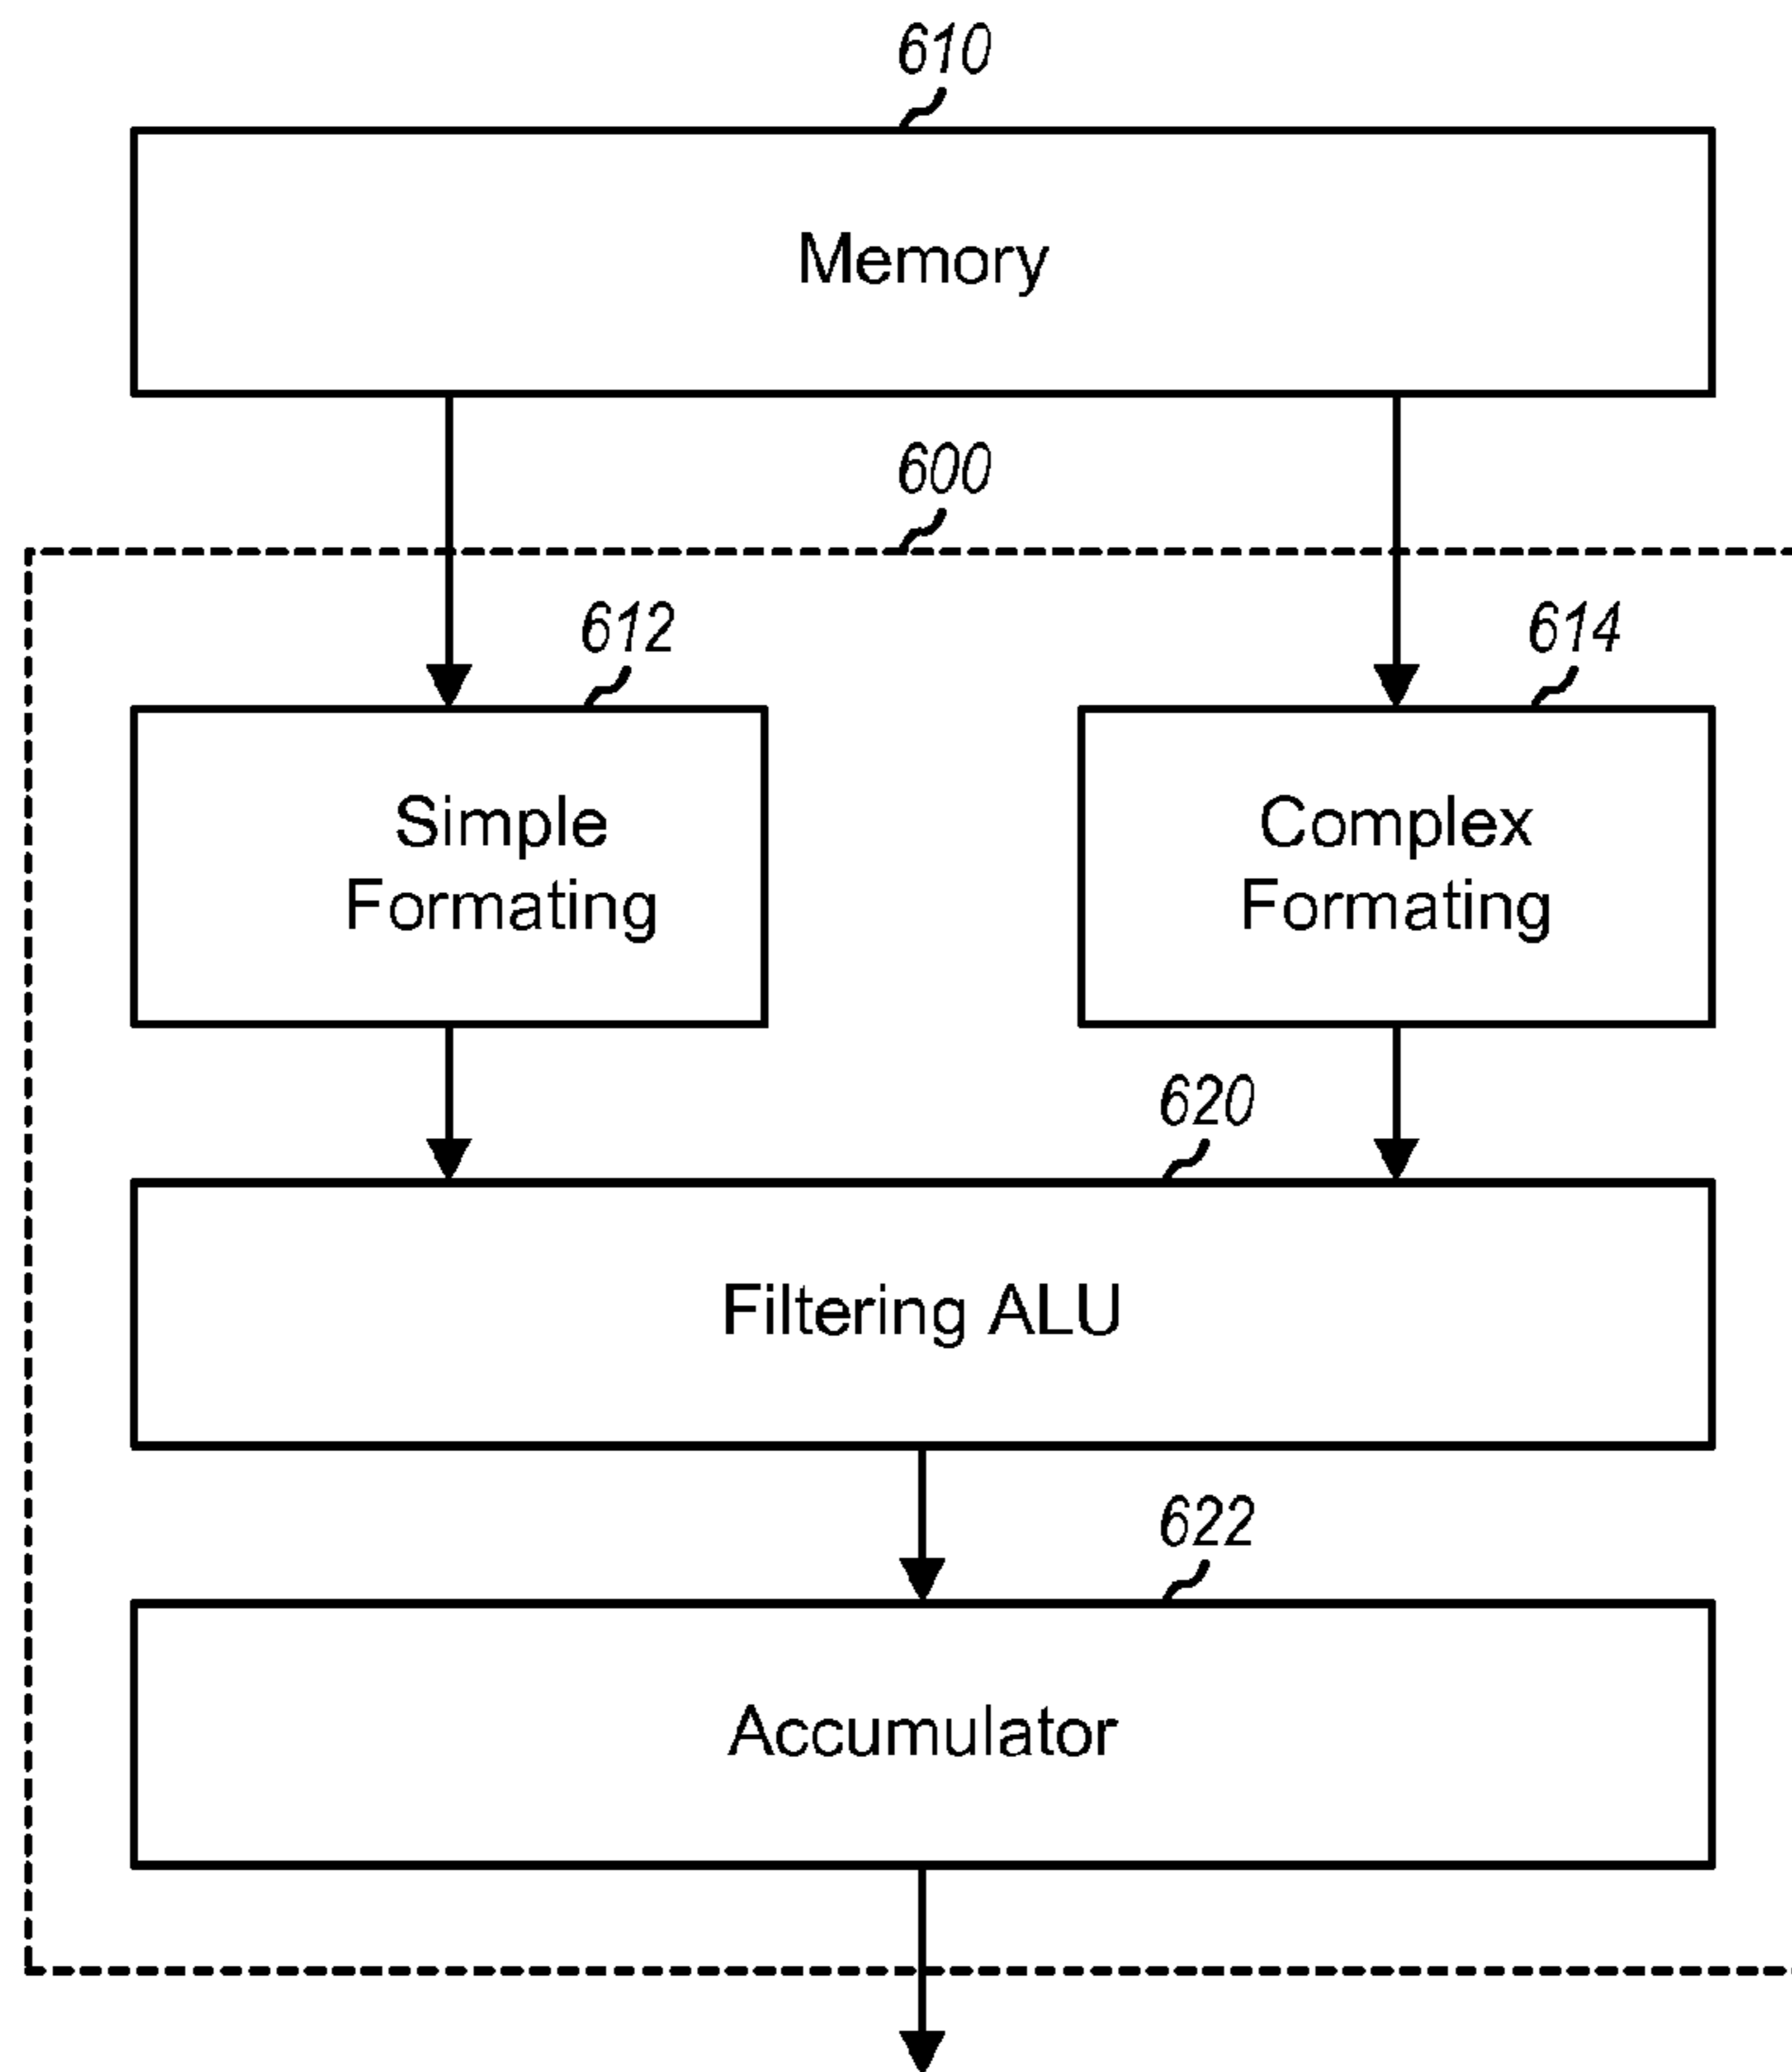 610
Memory
600
612
614
Simple
Formating
Complex
Formating
620
Filtering ALU
622
Accumulator